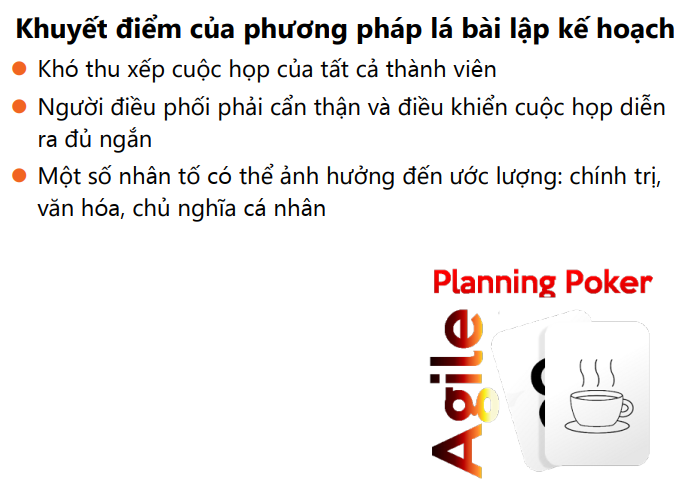 Khuyết điểm của phương pháp lá bài lập kế hoạch
Khó thu xếp cuộc họp của tất cả thành viên
Người điều phối phải cẩn thận và điều khiển cuộc họp diễn
ra đủ ngắn
Một số nhân tố có thể ảnh hưởng đến ước lượng: chính trị,
văn hóa, chủ nghĩa cá nhân
Planning Poker
Agile